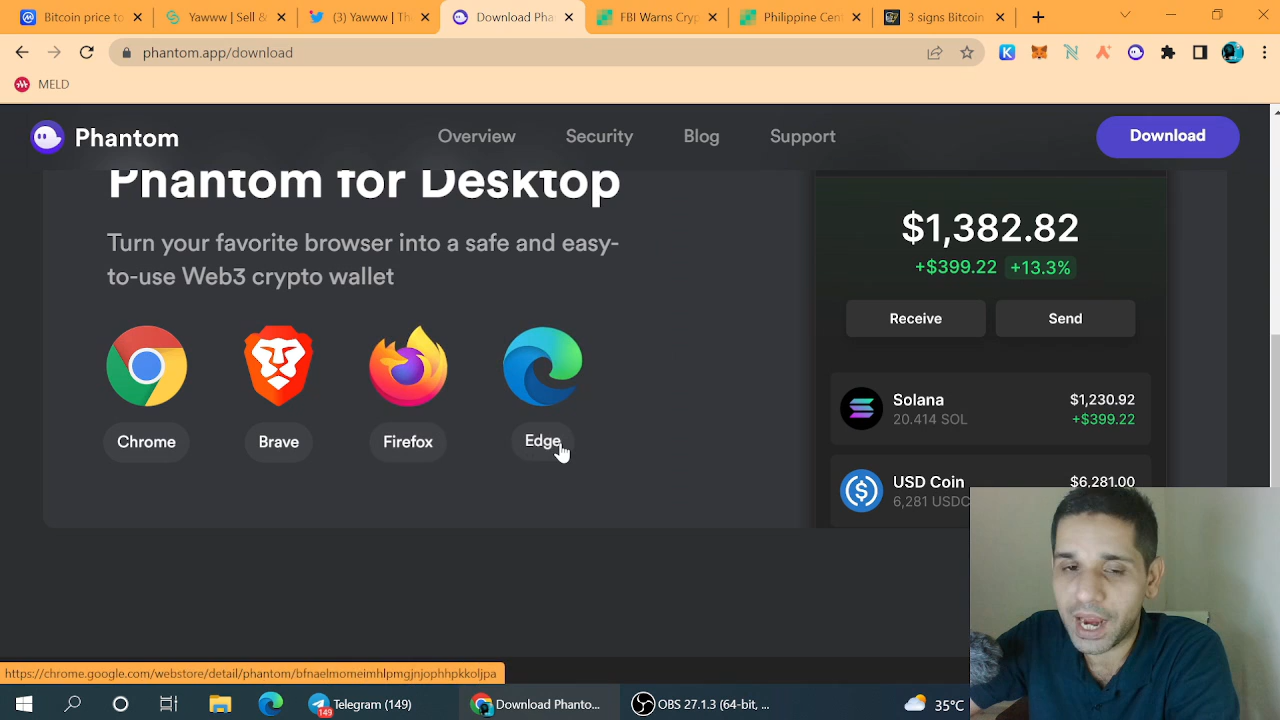 Bitcoin price to
Yawww | Sell &
(3) Yawww | Th
Download Pha
FBI Warns Cryp
Philippine Cen
3 signs Bitcoin
phantom.app/download
MELD
Phantom
Overview
Security
Blog
Support
Download
Phantom for Desktop
Turn your favorite browser into a safe and easy-
to-use Web3 crypto wallet
Chrome
Brave
Firefox
Edge
$1,382.82
+$399.22 +13.3%
Receive
Send
Solana
$1,230.92
20.414 SOL
+$399.22
USD Coin
$6,281.00
6,281 USDC
https://chrome.google.com/webstore/detail/phantom/bfnaelmomeimhlpmgjnjophhpkkoljpa
149
Telegram (149)
Download Phanto...
OBS 27.1.3 (64-bit, ...
35°C